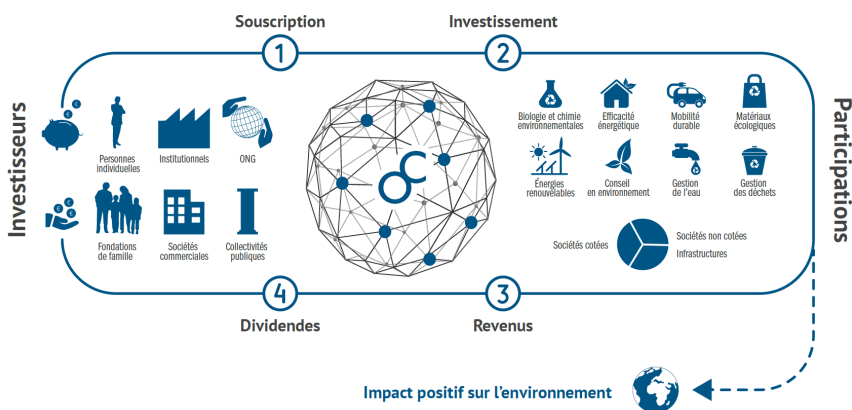 Souscription
Investissement
1
2
Investisseurs
Participations
Personnes
individuelles
Institutionnels
ONG
Fondations
de famille
Sociétés
commerciales
Collectivités
publiques
€
€
€
€
€
OC
Biologie et chimie
environnementales
Efficacité
énergétique
Mobilité
durable
Matériaux
écologiques
Énergies
renouvelables
Conseil
en environnement
Gestion
de l'eau
Gestion
des déchets
Sociétés cotées
Sociétés non cotées
Infrastructures
4
3
Dividendes
Revenus
Impact positif sur l'environnement